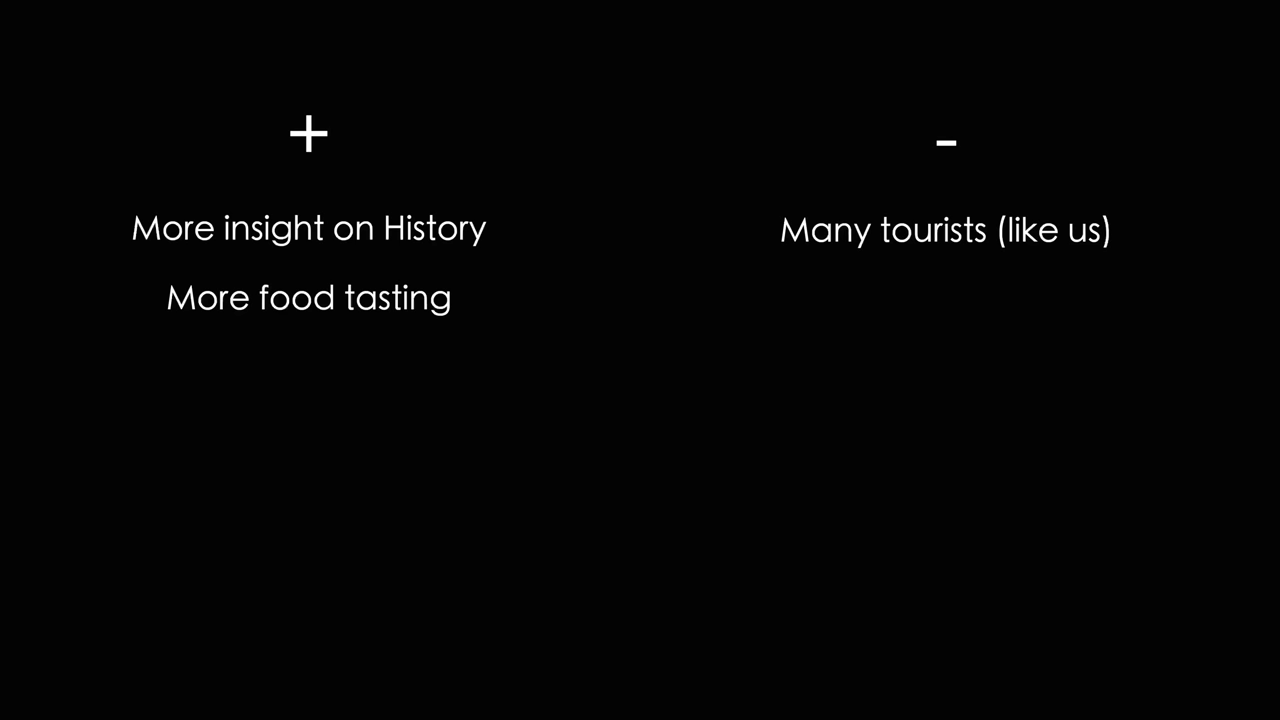 +
More insight on History
More food tasting
-
Many tourists (like us)